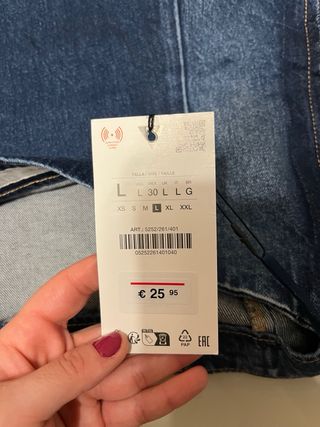 TALLA / SIZE / TAILLE
L L 30 L L G
XS S M L XL XXL
ART.: 5252/261/401
05252261401040
€ 25 95
PAP
EAC